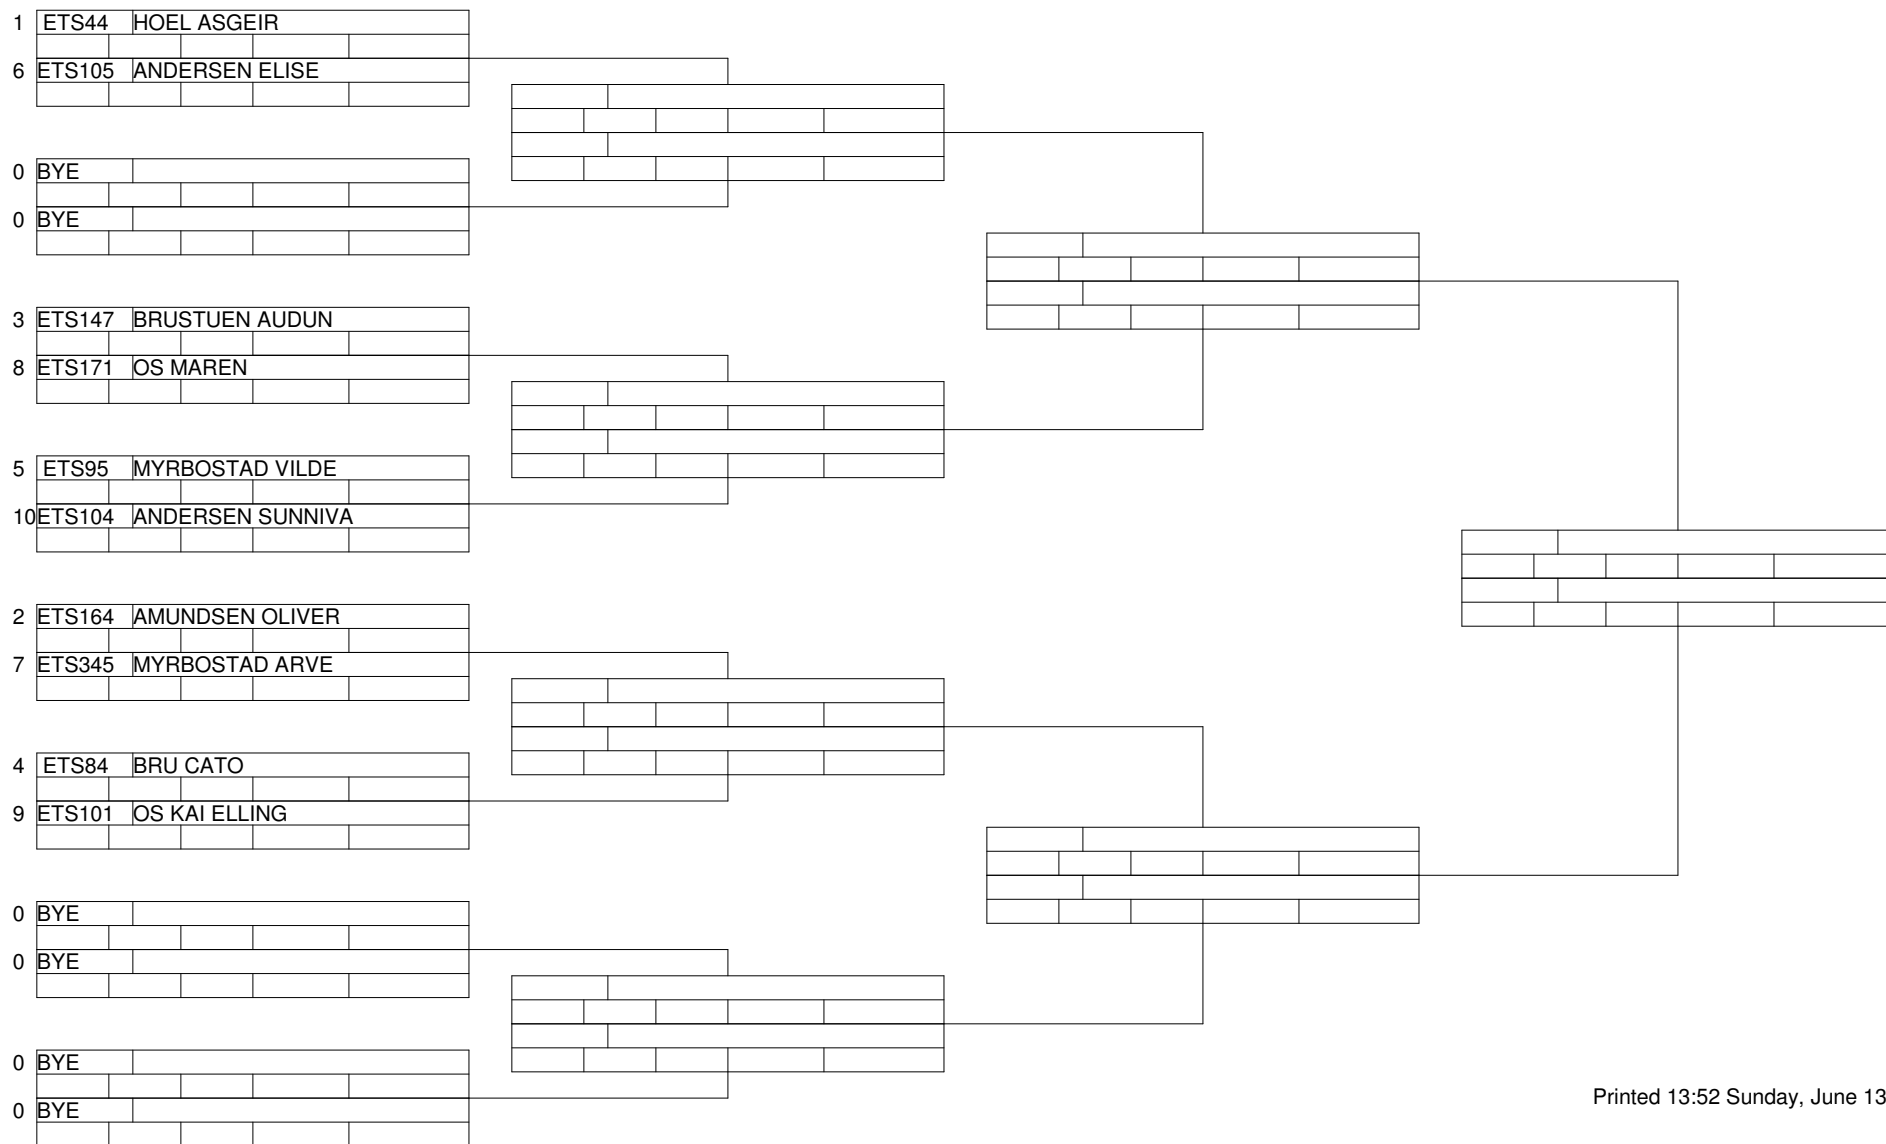 1 ETS44 HOEL ASGEIR
6 ETS105 ANDERSEN ELISE
0 BYE
0 BYE
3 ETS147 BRUSTUEN AUDUN
8 ETS171 OS MAREN
5 ETS95 MYRBOSTAD VILDE
10 ETS104 ANDERSEN SUNNIVA
2 ETS164 AMUNDSEN OLIVER
7 ETS345 MYRBOSTAD ARVE
4 ETS84 BRU CATO
9 ETS101 OS KAI ELLING
0 BYE
0 BYE
0 BYE
0 BYE
Printed 13:52 Sunday, June 13